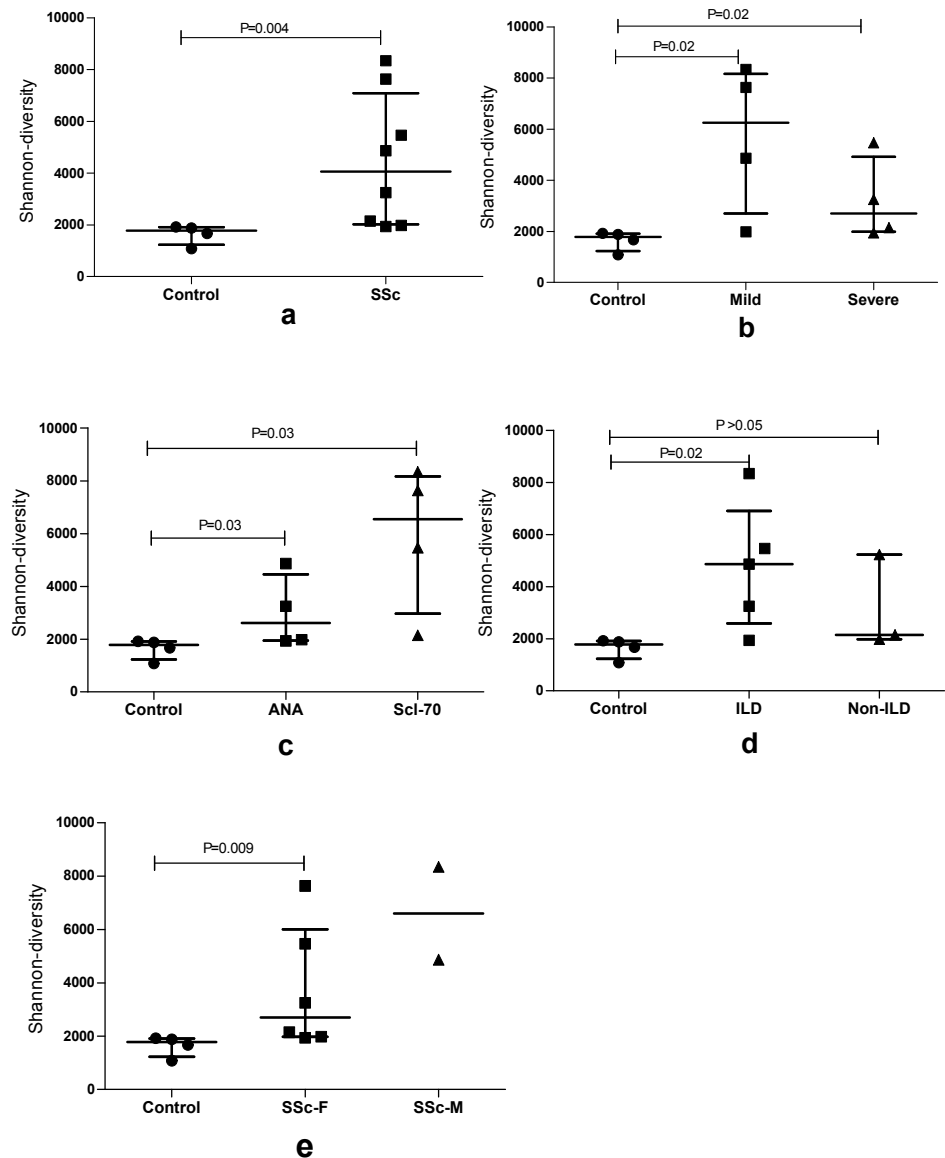 P=0.004
Shannon-diversity
10000
8000
6000
4000
2000
0
Control SSc
a
P=0.02
P=0.02
Shannon-diversity
10000
8000
6000
4000
2000
0
Control Mild Severe
b
P=0.03
P=0.03
Shannon-diversity
10000
8000
6000
4000
2000
0
Control ANA Scl-70
c
P >0.05
P=0.02
Shannon-diversity
10000
8000
6000
4000
2000
0
Control ILD Non-ILD
d
P=0.009
Shannon-diversity
10000
8000
6000
4000
2000
0
Control SSc-F SSc-M
e